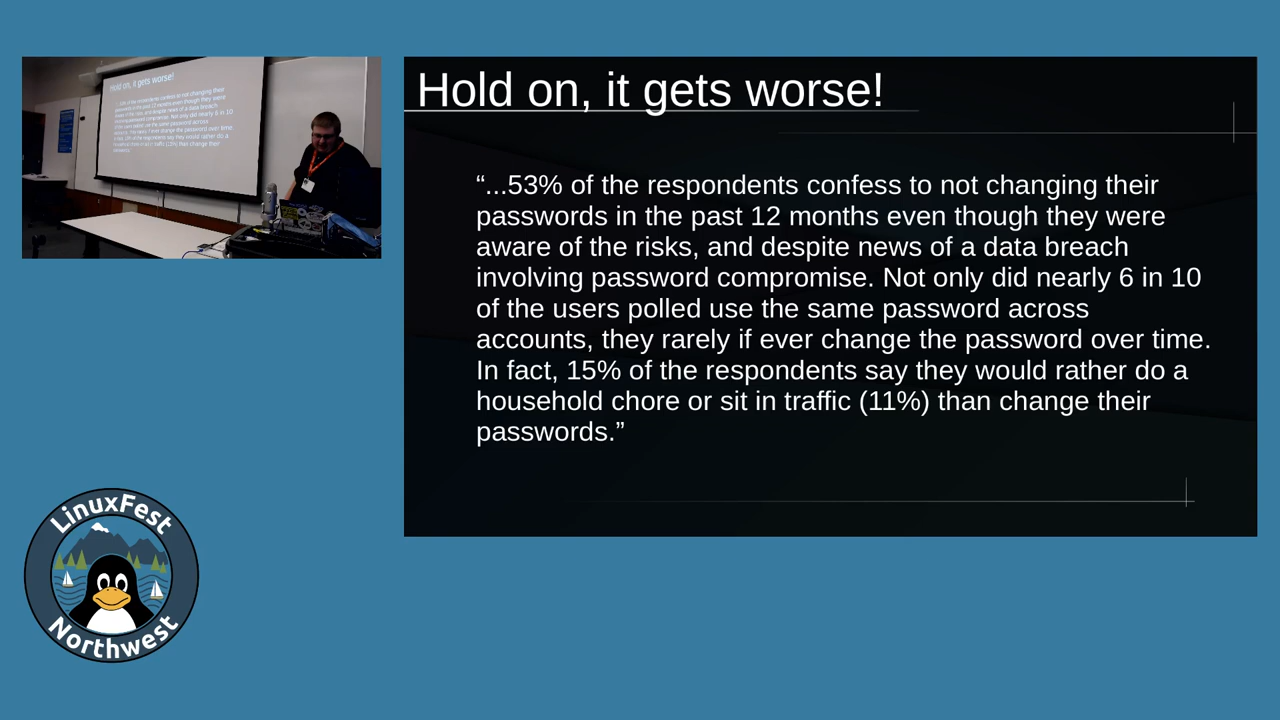 Hold on, it gets worse!
“...53% of the respondents confess to not changing their
passwords in the past 12 months even though they were
aware of the risks, and despite news of a data breach
involving password compromise. Not only did nearly 6 in 10
of the users polled use the same password across
accounts, they rarely if ever change the password over time.
In fact, 15% of the respondents say they would rather do a
household chore or sit in traffic (11%) than change their
passwords.”
LinuxFest
Northwest